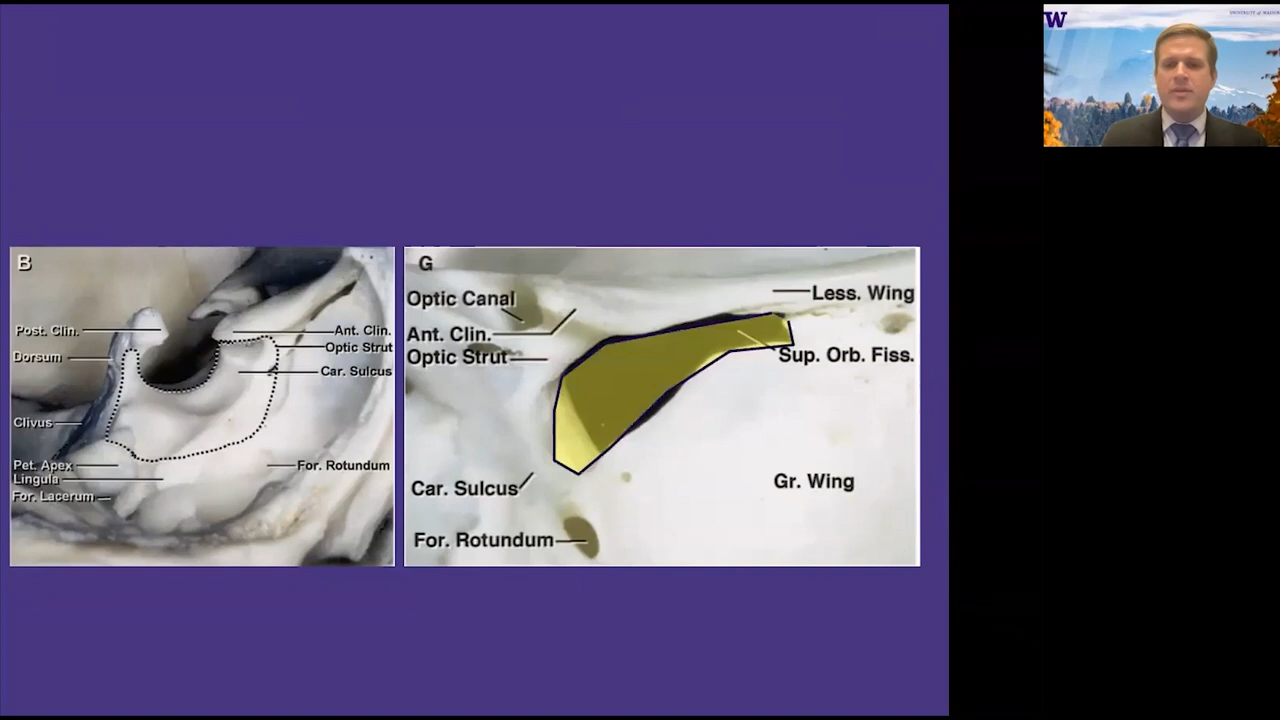 B
Post. Clin.
Dorsum
Clivus
Pet. Apex
Lingula
For. Lacerum
Ant. Clin.
Optic Strut
Car. Sulcus
For. Rotundum
G
Optic Canal
Ant. Clin.
Optic Strut
Car. Sulcus
For. Rotundum
Less. Wing
Sup. Orb. Fiss.
Gr. Wing
W